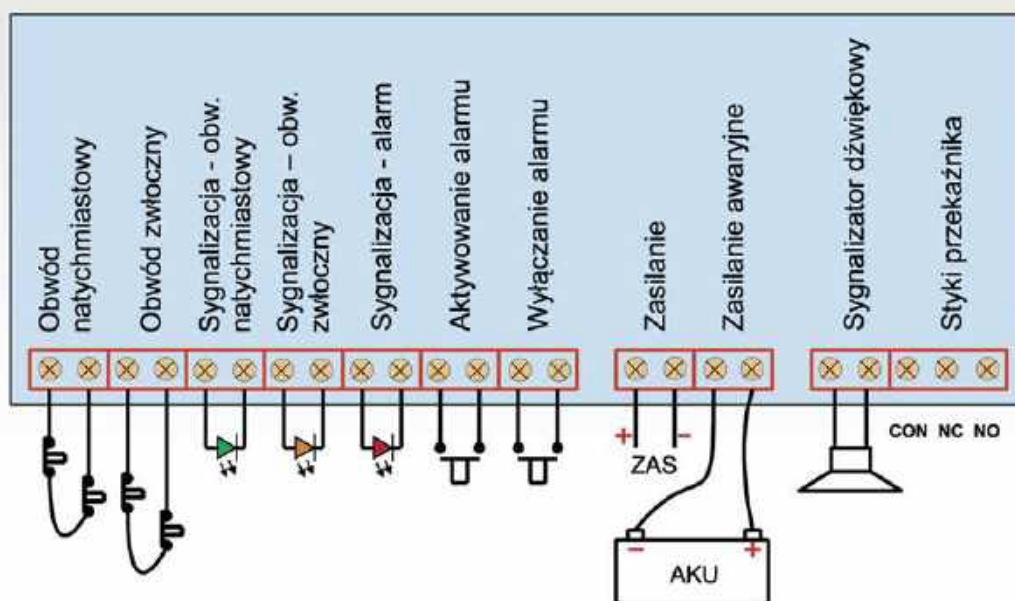 Obwód
natychmiastowy
Obwód zwłoczny
Sygnalizacja - obw.
natychmiastowy
Sygnalizacja – obw.
zwłoczny
Sygnalizacja - alarm
Aktywowanie alarmu
Wyłączanie alarmu
Zasilanie
Zasilanie awaryjne
Sygnalizator dźwiękowy
Styki przekaźnika
+ -
ZAS
CON NC NO
- +
AKU